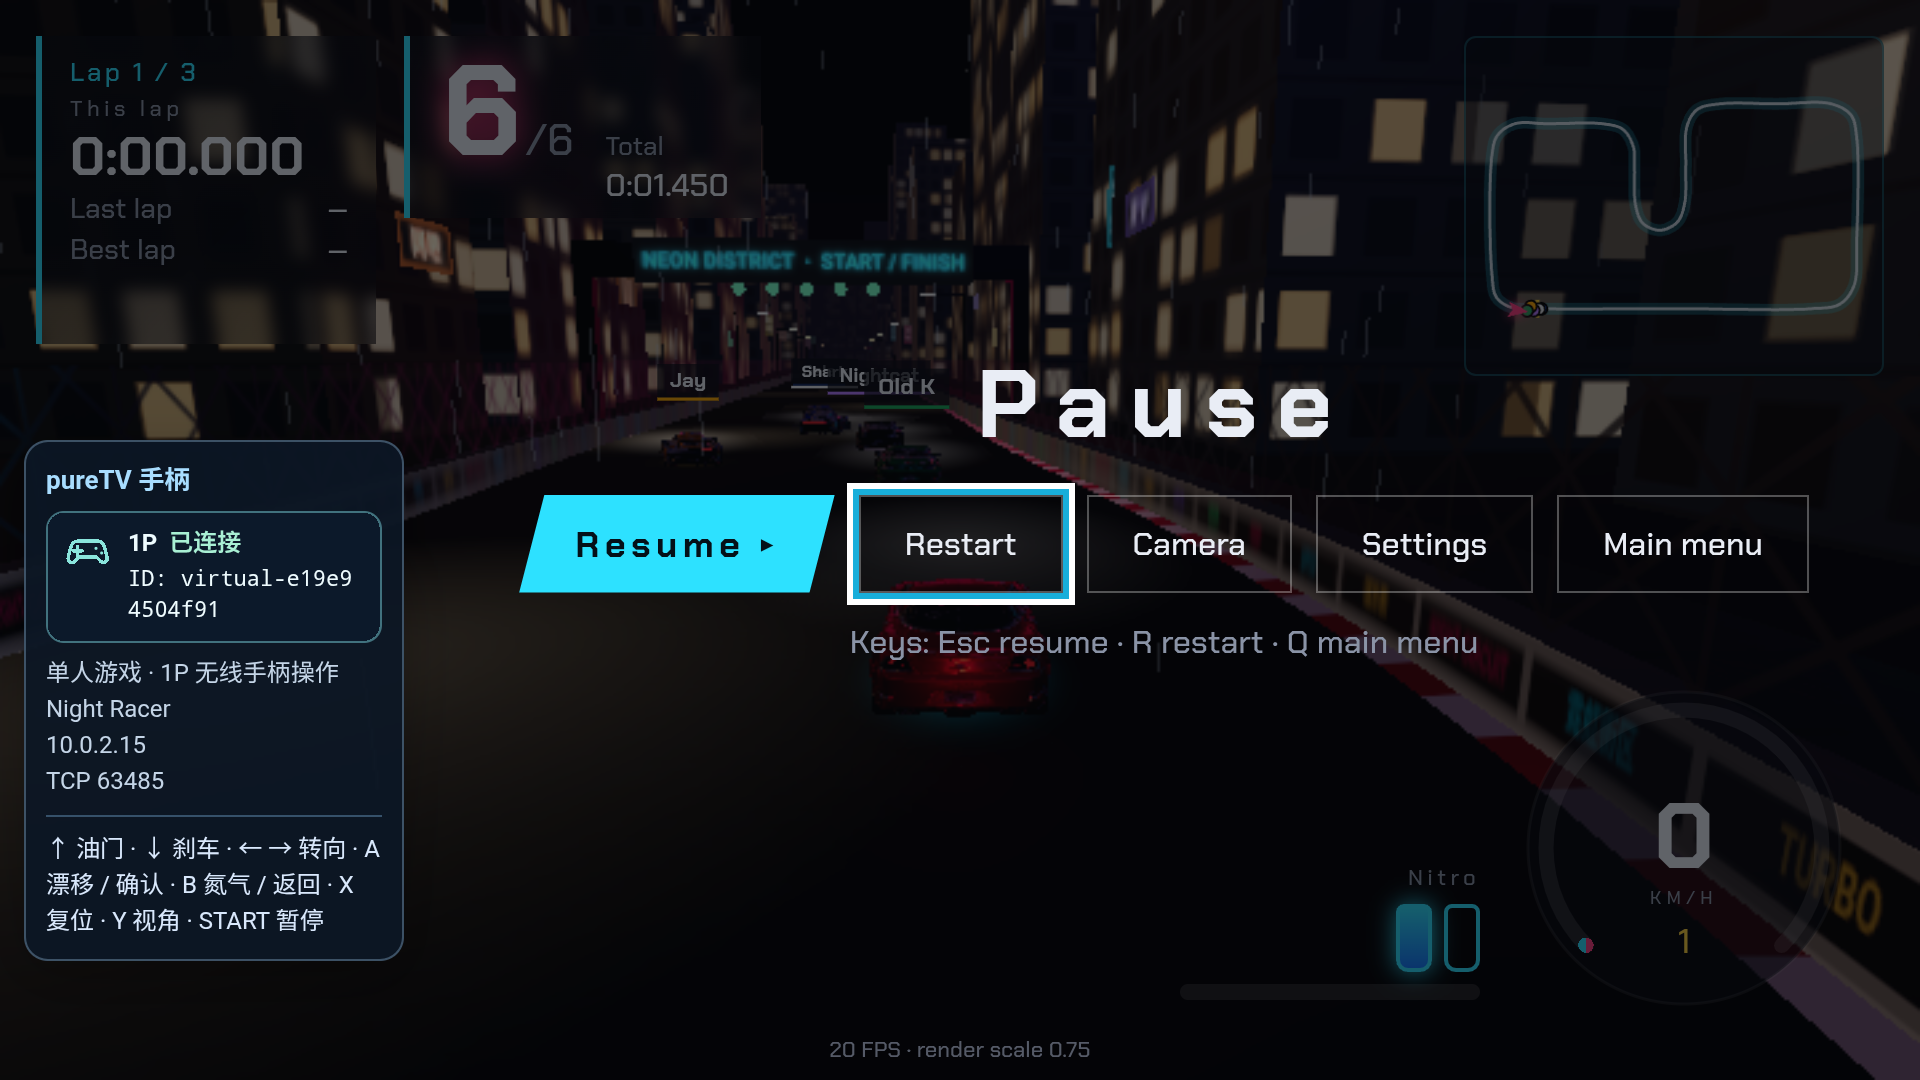 Lap 1 / 3
This lap
0:00.000
Last lap –
Best lap –
6/6
Total
0:01.450
NEON DISTRICT · START / FINISH
Jay
Old K
Pause
Resume ▸
Restart
Camera
Settings
Main menu
Keys: Esc resume · R restart · Q main menu
pureTV 手柄
1P 已连接
ID: virtual-e19e9
4504f91
单人游戏 · 1P 无线手柄操作
Night Racer
10.0.2.15
TCP 63485
↑ 油门 · ↓ 刹车 · ←→ 转向 · A
漂移 / 确认 · B 氮气 / 返回 · X
复位 · Y 视角 · START 暂停
Nitro
0
KM/H
1
TURBO
20 FPS · render scale 0.75